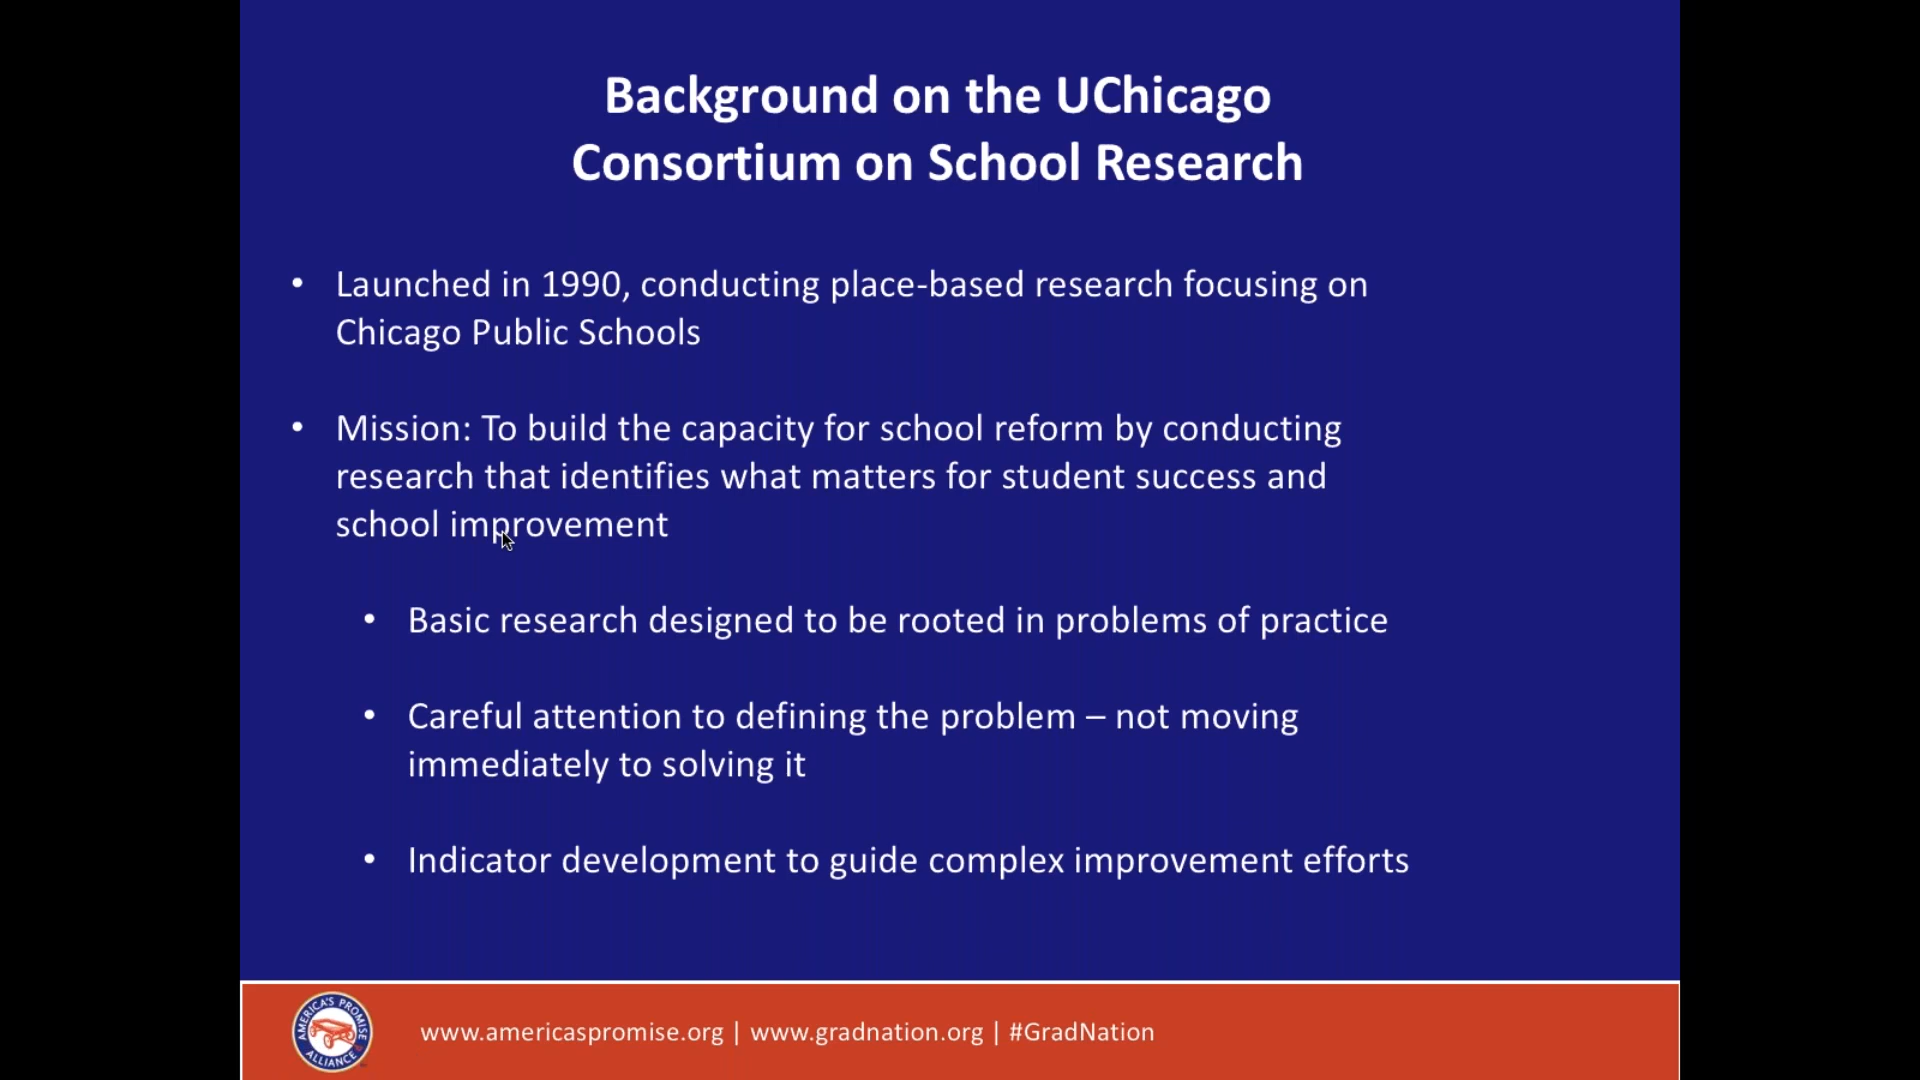 Background on the UChicago
Consortium on School Research
• Launched in 1990, conducting place-based research focusing on
Chicago Public Schools
• Mission: To build the capacity for school reform by conducting
research that identifies what matters for student success and
school improvement
• Basic research designed to be rooted in problems of practice
• Careful attention to defining the problem – not moving
immediately to solving it
• Indicator development to guide complex improvement efforts
AMERICA'S PROMISE
ALLIANCE
www.americaspromise.org | www.gradnation.org | #GradNation